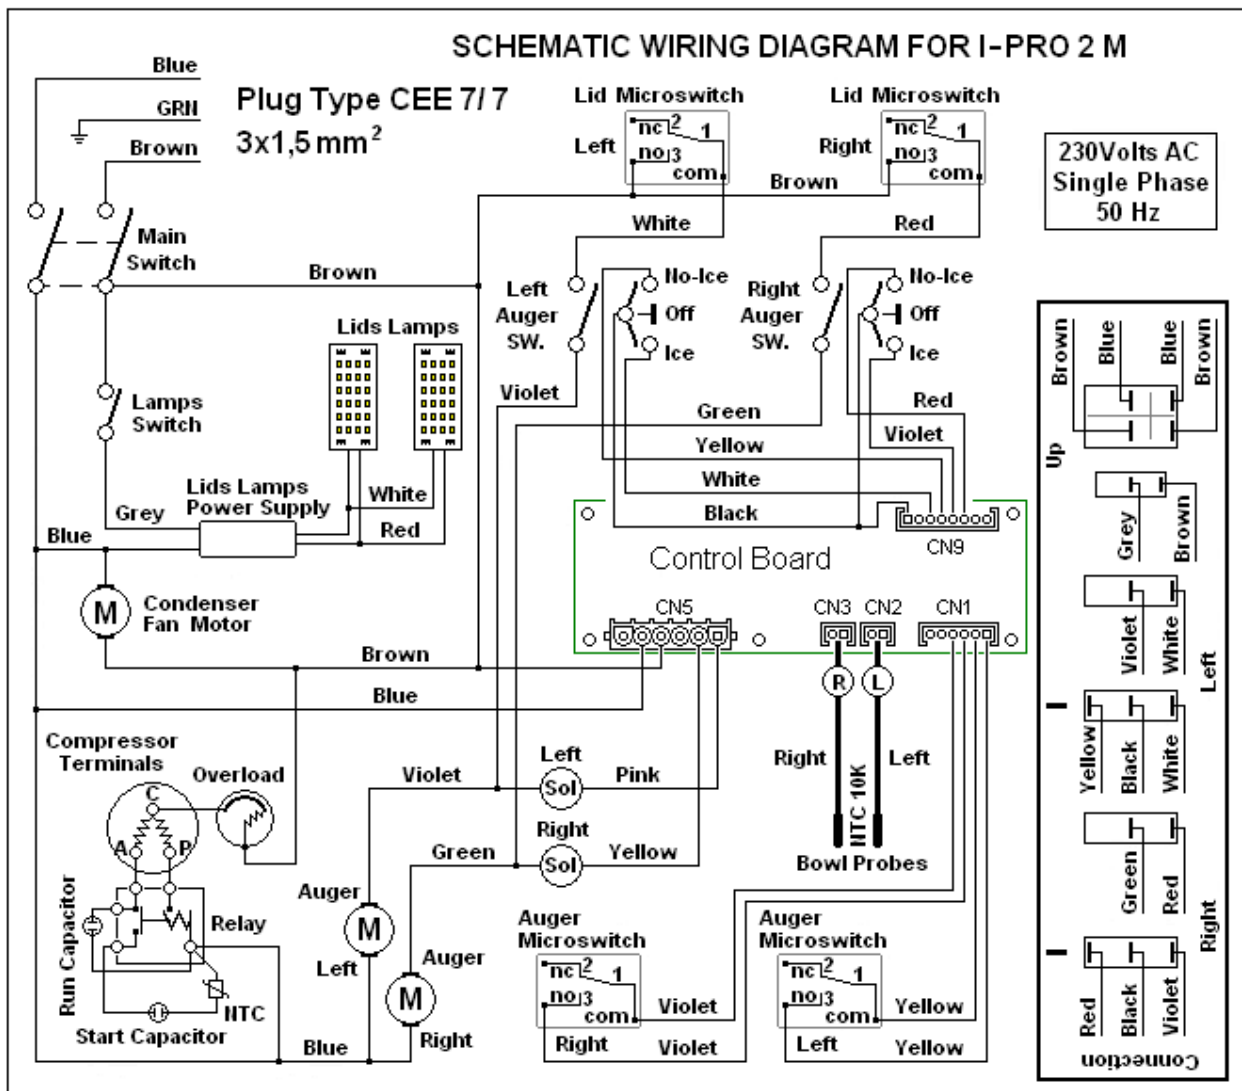 SCHEMATIC WIRING DIAGRAM FOR I-PRO 2 M
Blue
GRN
Brown
Plug Type CEE 7/7
3x1,5 mm²
Lid Microswitch
Left
nc 2 1
no 3
com
Lid Microswitch
Right
nc 2 1
no 3
com
230Volts AC
Single Phase
50 Hz
Brown
White
Red
Main
Switch
Brown
Left
Auger
SW.
No-Ice
Off
Ice
Right
Auger
SW.
No-Ice
Off
Ice
Lids Lamps
Lamps
Switch
Violet
Green
Red
Yellow
Violet
White
Black
Lids Lamps
Power Supply
Grey
Blue
White
Red
Control Board
CN9
CN5
CN3
CN2
CN1
M
Condenser
Fan Motor
Brown
Blue
R
L
Right
NTC 10K
Left
Bowl Probes
Compressor
Terminals
Overload
C
A
P
Violet
Left
Sol
Pink
Green
Right
Sol
Yellow
Run Capacitor
Relay
NTC
Start Capacitor
Auger
M
Left
Auger
M
Right
Blue
Auger
Microswitch
nc 2 1
no 3
com
Right
Violet
Violet
Auger
Microswitch
nc 2 1
no 3
com
Left
Yellow
Yellow
Brown
Blue
Blue
Brown
Up
Grey
Brown
Violet
White
Left
I
Yellow
Black
White
Green
Red
Right
I
Red
Black
Violet
Connection